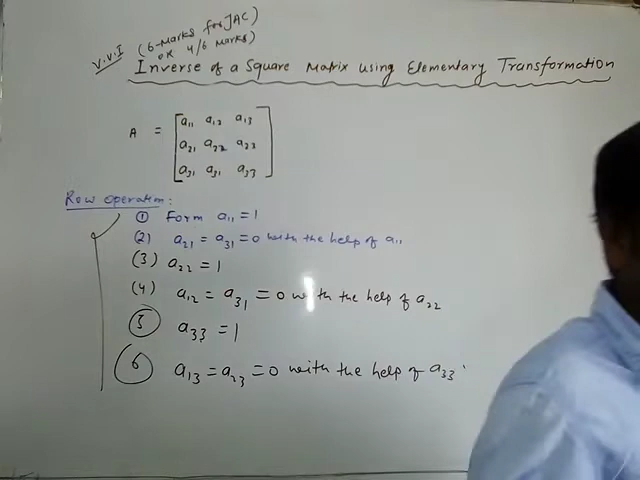 V.V.I (6-Marks for JAC)
or 4/6 Marks)
Inverse of a Square Matrix using Elementary Transformation
A = [a11 a12 a13
a21 a22 a23
a31 a31 a33]
Row operation:
① Form a11 = 1
(2) a21 = a31 = 0 with the help of a11
(3) a22 = 1
(4) a12 = a31 = 0 with the help of a22
⑤ a33 = 1
⑥ a13 = a23 = 0 with the help of a33.